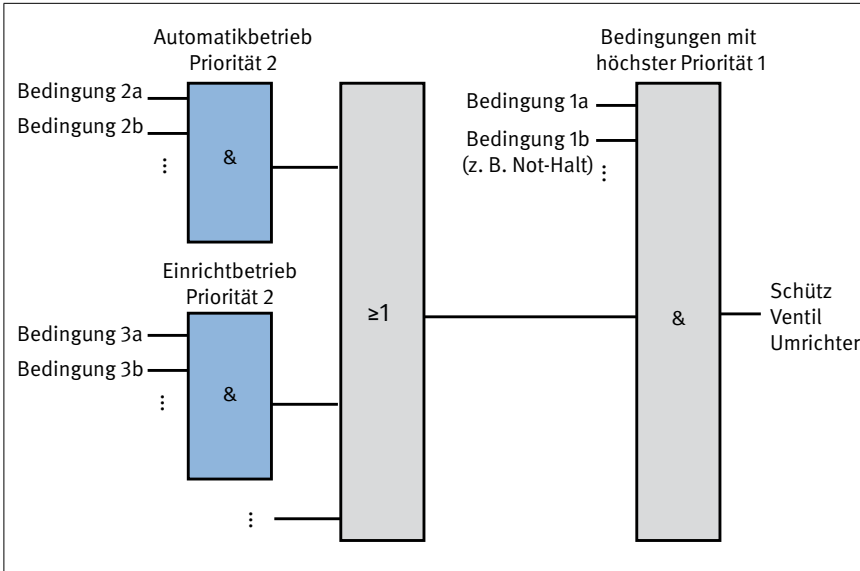 Automatikbetrieb
Priorität 2
Bedingung 2a
Bedingung 2b
⋮
&
Einrichtbetrieb
Priorität 2
Bedingung 3a
Bedingung 3b
⋮
&
⋮
≥1
Bedingungen mit
höchster Priorität 1
Bedingung 1a
Bedingung 1b
(z. B. Not-Halt)
⋮
&
Schütz
Ventil
Umrichter